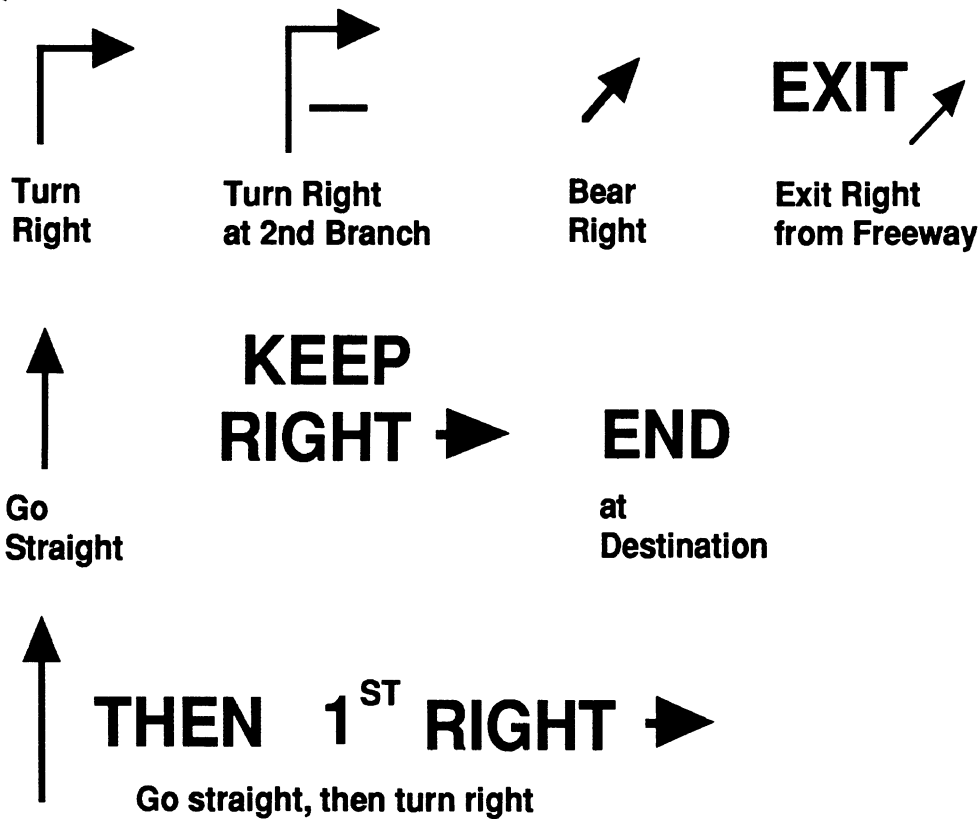 EXIT
Turn
Right
Turn Right
at 2nd Branch
Bear
Right
Exit Right
from Freeway
KEEP
RIGHT
END
Go
Straight
at
Destination
THEN 1ST RIGHT
Go straight, then turn right